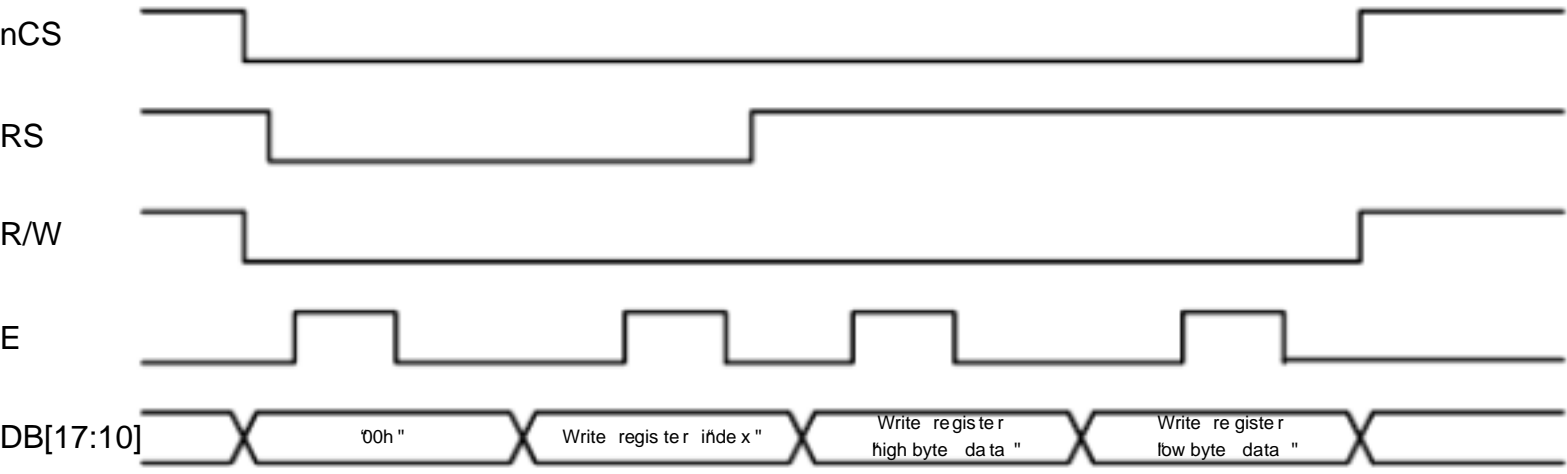 nCS
RS
R/W
E
DB[17:10]
"00h"
Write register index"
Write register
high byte data"
Write register
low byte data"